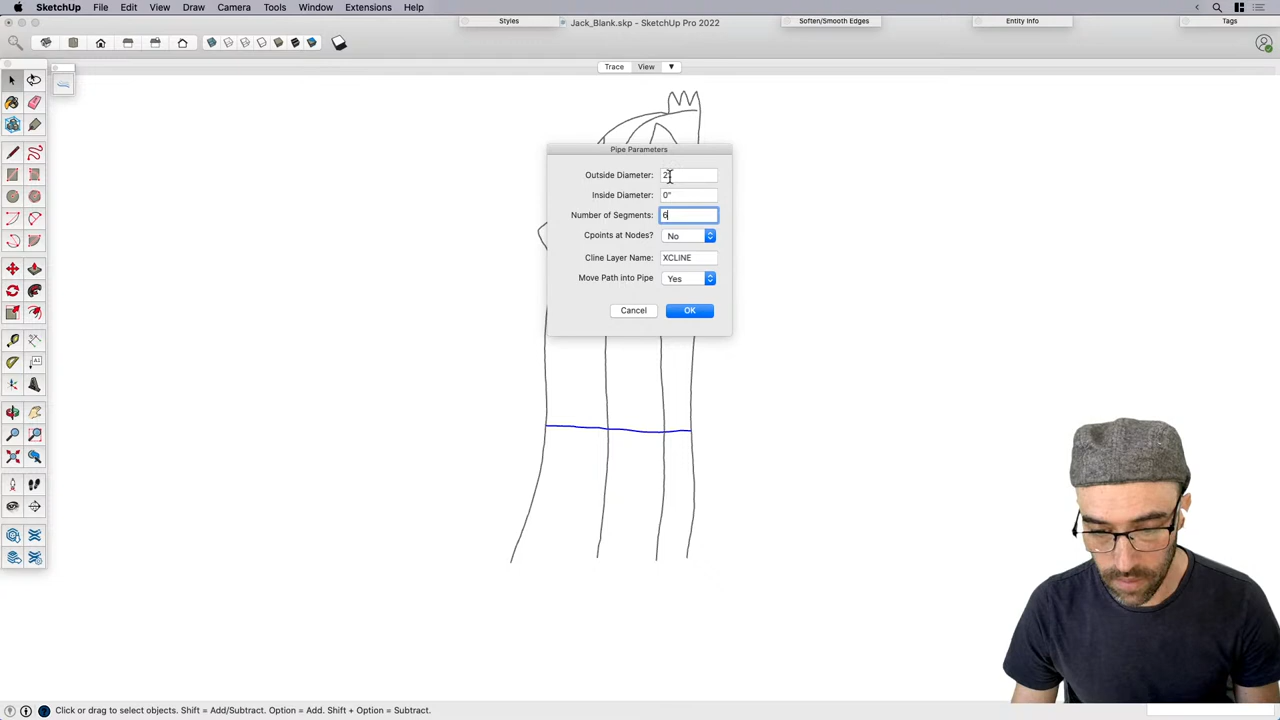 SketchUp File Edit View Camera Draw Tools Window Extensions Help
Styles
Jack_Blank.skp - SketchUp Pro 2022
Soft/Smooth Edges
Entity Info
Tags
Trace View ▼
Pipe Parameters
Outside Diameter: 2
Inside Diameter: 0"
Number of Segments: 6
Cpoints at Nodes? No
Cline Layer Name: XCLINE
Move Path into Pipe Yes
Cancel OK
Click or drag to select objects. Shift = Add/Subtract. Option = Add. Shift + Option = Subtract.